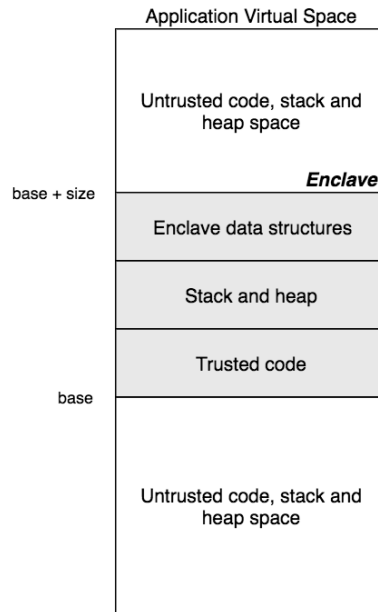 Application Virtual Space
Untrusted code, stack and
heap space
Enclave
base + size
Enclave data structures
Stack and heap
Trusted code
base
Untrusted code, stack and
heap space